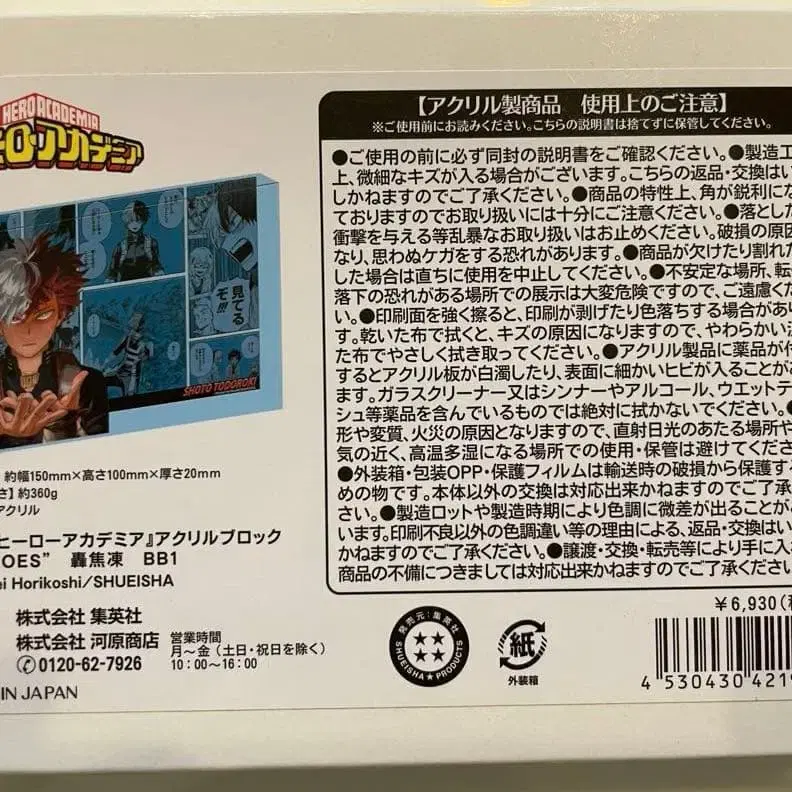 HERO ACADEMIA
ヒーローアカデミア
見てろぞ!!!
SHOTO TODOROKI
約幅150mm×高さ100mm×厚さ20mm
さ】約360g
アクリル
ヒーローアカデミア』アクリルブロック
OES” 轟焦凍 BB1
ei Horikoshi/SHUEISHA
株式会社 集英社
株式会社 河原商店
0120-62-7926
営業時間
月～金(土・日・祝日を除く)
10:00～16:00
IN JAPAN
【アクリル製商品 使用上のご注意】
※ご使用前にお読みください。こちらの説明書は捨てずに保管してください。
●ご使用の前に必ず同封の説明書をご確認ください。●製造工
上、微細なキズが入る場合がございます。こちらの返品・交換はい
しかねますのでご了承ください。●商品の特性上、角が鋭利にな
ておりますのでお取り扱いには十分にご注意ください。●落とした
衝撃を与える等乱暴なお取り扱いはお止めください。破損の原因
なり、思わぬケガをする恐れがあります。●商品が欠けたり割れた
した場合は直ちに使用を中止してください。●不安定な場所、転
落下の恐れがある場所での展示は大変危険ですので、ご遠慮くだ
い。●印刷面を強く擦ると、印刷が剥げたり色落ちする場合があり
す。乾いた布で拭くと、キズの原因になりますので、やわらかい
た布でやさしく拭き取ってください。●アクリル製品に薬品が付
するとアクリル板が白濁したり、表面に細かいヒビが入ることがあ
ます。ガラスクリーナー又はシンナーやアルコール、ウエットテ
シュ等薬品を含んでいるものでは絶対に拭かないでください。●
形や変質、火災の原因となりますので、直射日光のあたる場所や
気の近く、高温多湿になる場所での使用・保管は避けてください
●外装箱・包装OPP・保護フィルムは輸送時の破損から保護する
めの物です。本体以外の交換は対応出来かねますのでご了承く
い。●製造ロットや製造時期により色調に微差が出ることがござ
います。印刷不良以外の色調違い等の理由による、返品・交換はい
かねますのでご了承ください。●譲渡・交換・転売等により手に入
商品の不備につきましては対応出来かねますのでご了承ください
￥6,930(税
発売元:集英社
SHUEISHA PRODUCTS
紙
外装箱
4 530430 4219